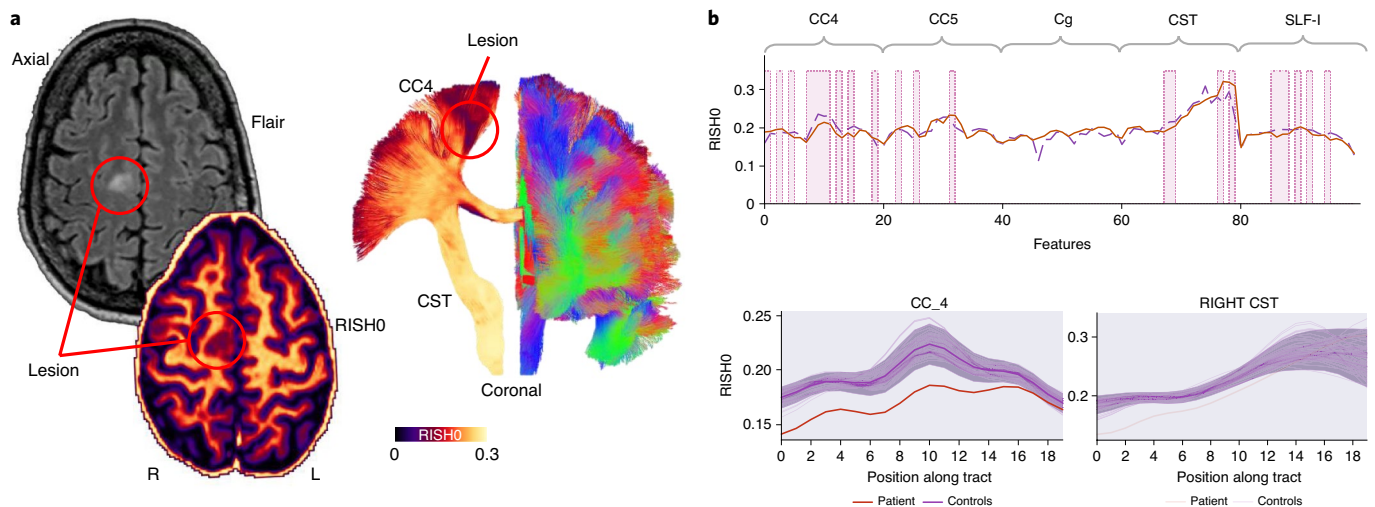 a
Axial
Flair
Lesion
RISH0
R
L
Lesion
CC4
CST
Coronal
RISH0
0
0.3
b
CC4
CC5
Cg
CST
SLF-I
RISH0
0.3
0.2
0.1
0
0
20
40
60
80
Features
CC_4
RISH0
0.25
0.20
0.15
0 2 4 6 8 10 12 14 16 18
Position along tract
Patient Controls
RIGHT CST
0.3
0.2
0 2 4 6 8 10 12 14 16 18
Position along tract
Patient Controls